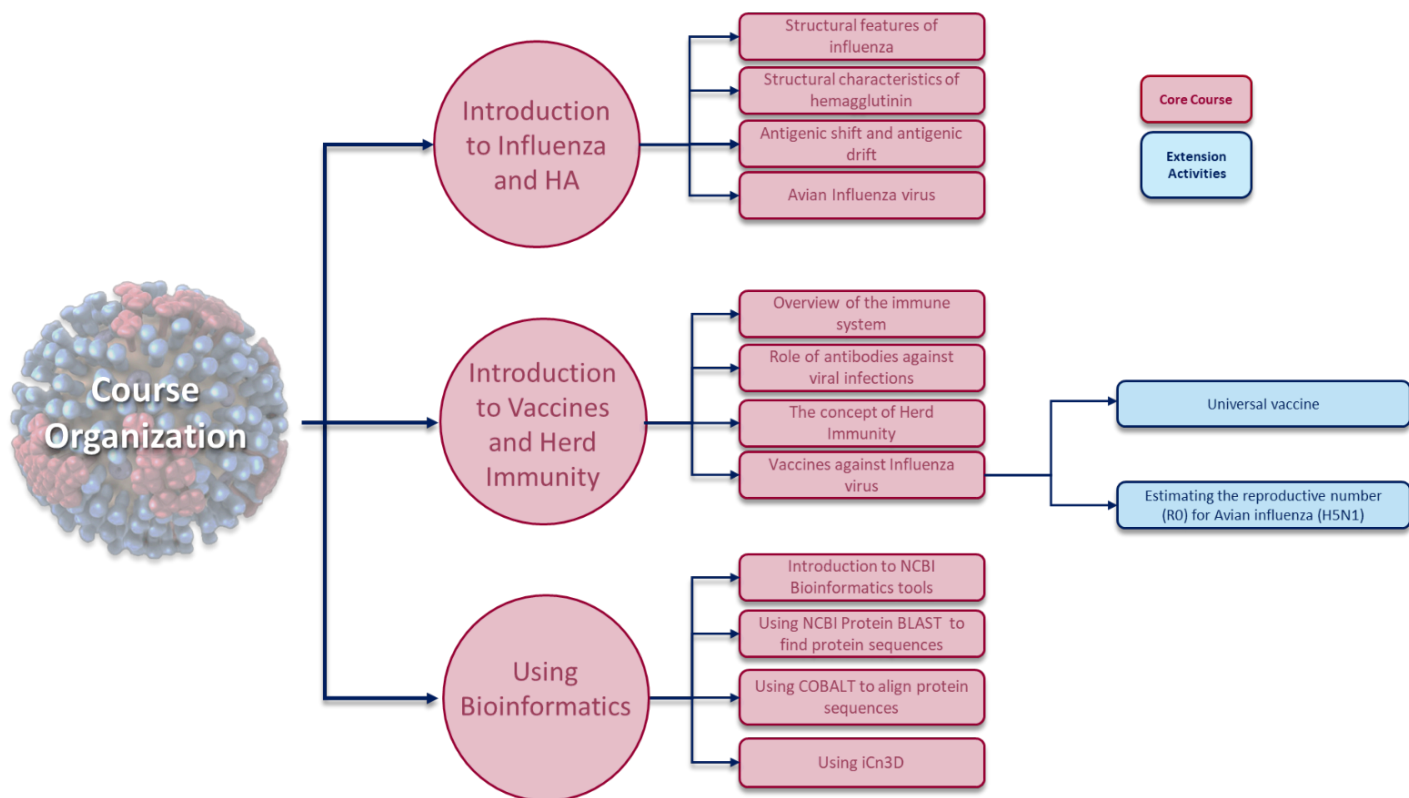 Course
Organization
Introduction
to Influenza
and HA
Structural features of
influenza
Structural characteristics of
hemagglutinin
Antigenic shift and antigenic
drift
Avian Influenza virus
Core Course
Extension
Activities
Introduction
to Vaccines
and Herd
Immunity
Overview of the immune
system
Role of antibodies against
viral infections
The concept of Herd
Immunity
Vaccines against Influenza
virus
Universal vaccine
Estimating the reproductive number
(R0) for Avian influenza (H5N1)
Using
Bioinformatics
Introduction to NCBI
Bioinformatics tools
Using NCBI Protein BLAST to
find protein sequences
Using COBALT to align protein
sequences
Using iCn3D